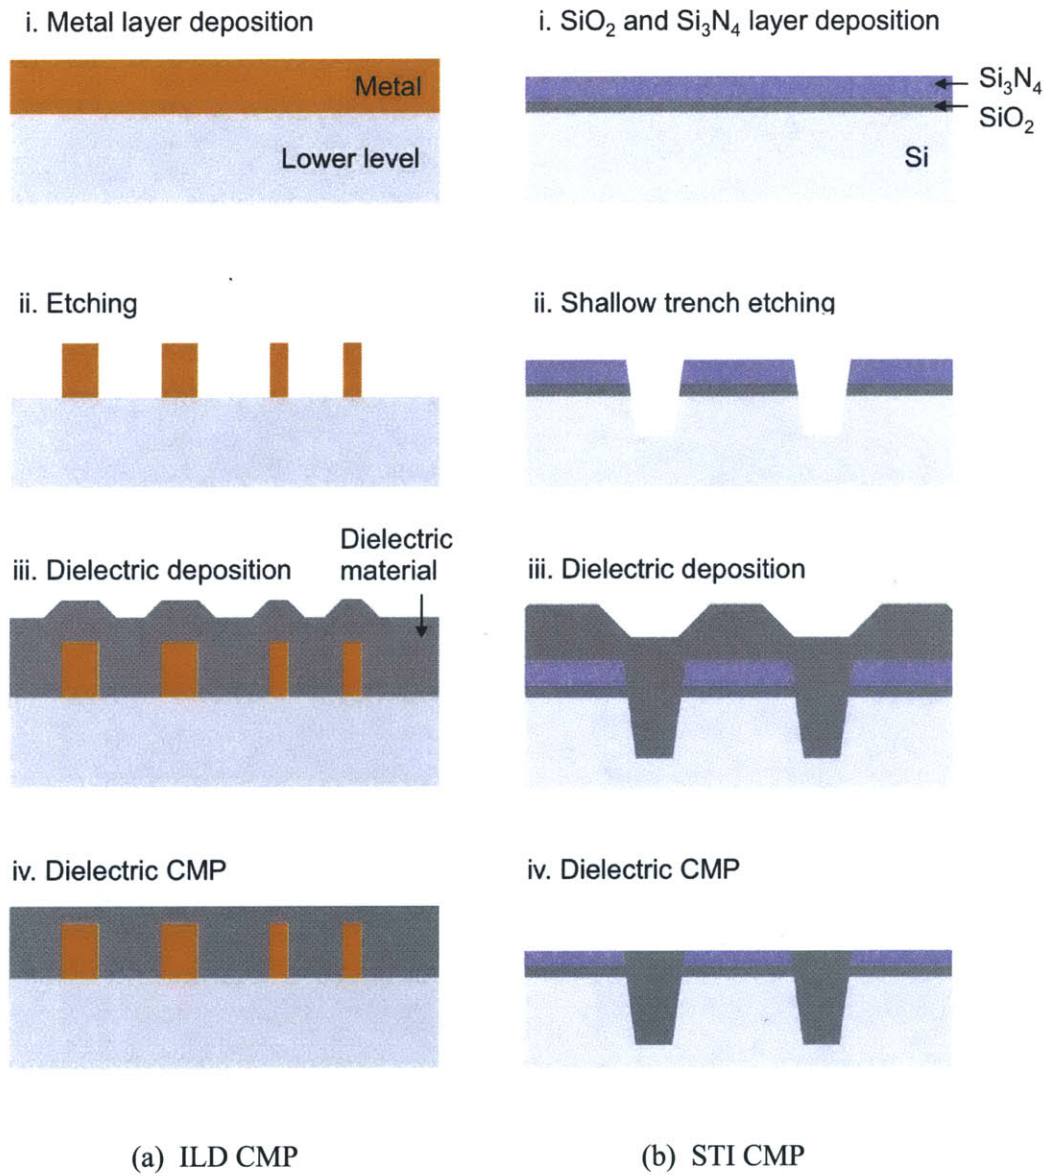 i. Metal layer deposition
Metal
Lower level
ii. Etching
iii. Dielectric deposition
Dielectric
material
iv. Dielectric CMP
(a) ILD CMP
i. SiO₂ and Si₃N₄ layer deposition
Si₃N₄
SiO₂
Si
ii. Shallow trench etching
iii. Dielectric deposition
iv. Dielectric CMP
(b) STI CMP